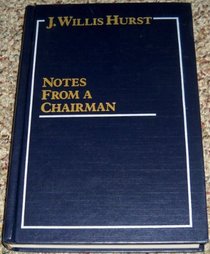 J. WILLIS HURST
NOTES
FROM A
CHAIRMAN